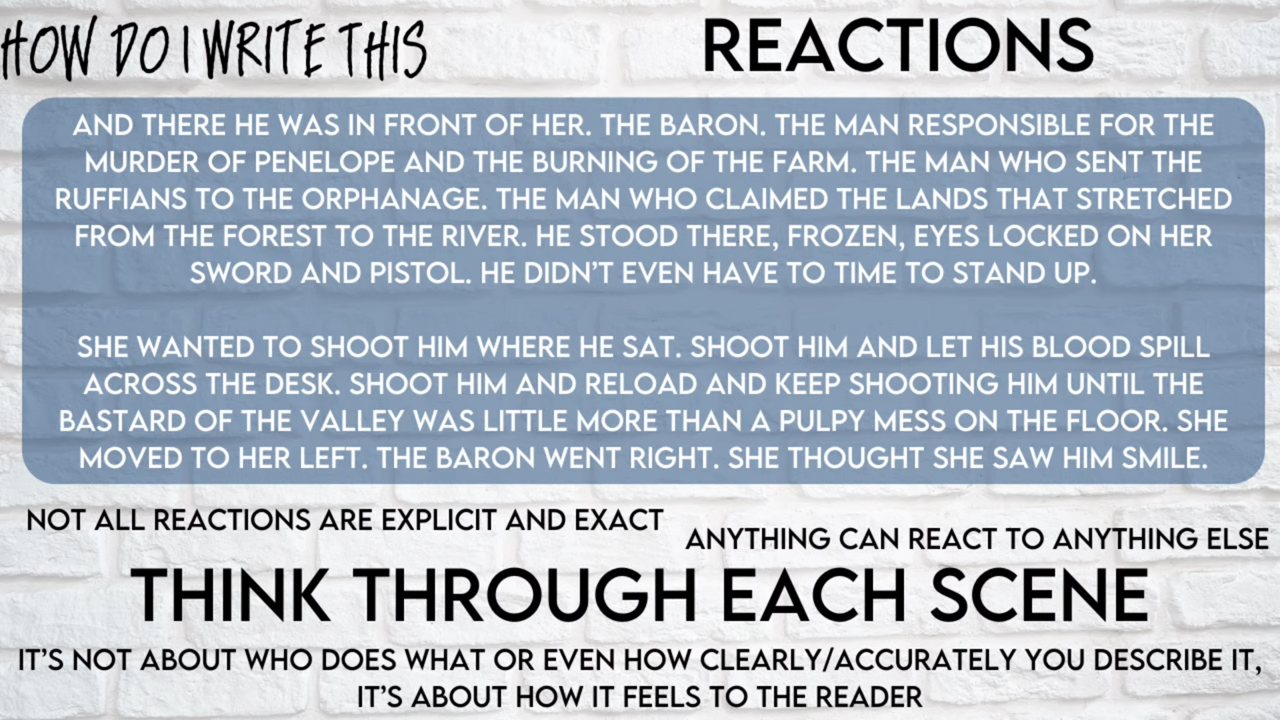 HOW DO I WRITE THIS
REACTIONS
AND THERE HE WAS IN FRONT OF HER. THE BARON. THE MAN RESPONSIBLE FOR THE
MURDER OF PENELOPE AND THE BURNING OF THE FARM. THE MAN WHO SENT THE
RUFFIANS TO THE ORPHANAGE. THE MAN WHO CLAIMED THE LANDS THAT STRETCHED
FROM THE FOREST TO THE RIVER. HE STOOD THERE, FROZEN, EYES LOCKED ON HER
SWORD AND PISTOL. HE DIDN'T EVEN HAVE TO TIME TO STAND UP.
SHE WANTED TO SHOOT HIM WHERE HE SAT. SHOOT HIM AND LET HIS BLOOD SPILL
ACROSS THE DESK. SHOOT HIM AND RELOAD AND KEEP SHOOTING HIM UNTIL THE
BASTARD OF THE VALLEY WAS LITTLE MORE THAN A PULPY MESS ON THE FLOOR. SHE
MOVED TO HER LEFT. THE BARON WENT RIGHT. SHE THOUGHT SHE SAW HIM SMILE.
NOT ALL REACTIONS ARE EXPLICIT AND EXACT
ANYTHING CAN REACT TO ANYTHING ELSE
THINK THROUGH EACH SCENE
IT'S NOT ABOUT WHO DOES WHAT OR EVEN HOW CLEARLY/ACCURATELY YOU DESCRIBE IT,
IT'S ABOUT HOW IT FEELS TO THE READER